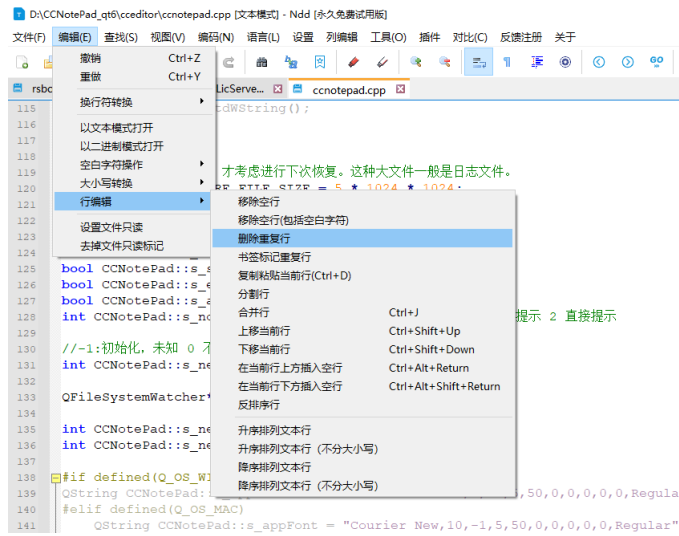 D:\CCNotePad_qt6\cceditor\ccnotepad.cpp [文本模式] - Ndd [永久免费试用版]
文件(F) 编辑(E) 查找(S) 视图(V) 编码(N) 语言(L) 设置 列编辑 工具(O) 插件 对比(C) 反馈注册 关于
撤销 Ctrl+Z
重做 Ctrl+Y
换行符转换
以文本模式打开
以二进制模式打开
空白字符操作
大小写转换
行编辑
设置文件只读
去掉文件只读标记
rsbo LicServe... ccnotepad.cpp
115 tdWString();
116
117
118
119 才考虑进行下次恢复。这种大文件一般是日志文件。
120 RE_FILE_SIZE = 5 * 1024 * 1024;
121
122
123
124
移除空行
移除空行(包括空白字符)
删除重复行
书签标记重复行
复制粘贴当前行(Ctrl+D)
分割行
合并行 Ctrl+J
上移当前行 Ctrl+Shift+Up
下移当前行 Ctrl+Shift+Down
在当前行上方插入空行 Ctrl+Alt+Return
在当前行下方插入空行 Ctrl+Alt+Shift+Return
反排序行
升序排列文本行
升序排列文本行（不分大小写）
降序排列文本行
降序排列文本行（不分大小写）
125 bool CCNotePad::s_s
126 bool CCNotePad::s_e
127 bool CCNotePad::s_a
128 int CCNotePad::s_no 提示 2 直接提示
129
130 //-1:初始化，未知 0 不
131 int CCNotePad::s_ne
132
133 QFileSystemWatcher*
134
135 int CCNotePad::s_ne
136 int CCNotePad::s_ne
137
138 #if defined(Q_OS_WI
139 QString CCNotePad:: 5,50,0,0,0,0,0,Regula
140 #elif defined(Q_OS_MAC)
141 QString CCNotePad::s_appFont = "Courier New,10,-1,5,50,0,0,0,0,0,Regular"